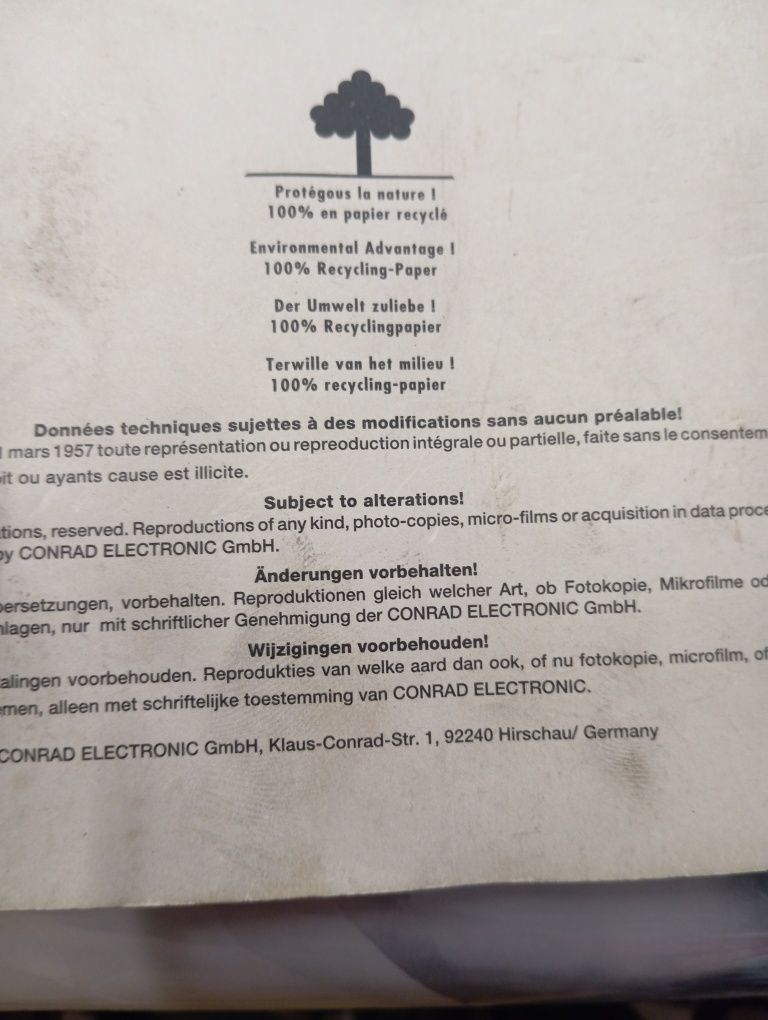 Protégous la nature !
100% en papier recyclé
Environmental Advantage !
100% Recycling-Paper
Der Umwelt zuliebe !
100% Recyclingpapier
Terwille van het milieu !
100% recycling-papier
Données techniques sujettes à des modifications sans aucun préalable!
mars 1957 toute représentation ou repreoduction intégrale ou partielle, faite sans le consentem
oit ou ayants cause est illicite.
Subject to alterations!
ations, reserved. Reproductions of any kind, photo-copies, micro-films or acquisition in data proce
by CONRAD ELECTRONIC GmbH.
Änderungen vorbehalten!
bersetzungen, vorbehalten. Reproduktionen gleich welcher Art, ob Fotokopie, Mikrofilme od
nlagen, nur mit schriftlicher Genehmigung der CONRAD ELECTRONIC GmbH.
Wijzigingen voorbehouden!
alingen voorbehouden. Reprodukties van welke aard dan ook, of nu fotokopie, microfilm, of
emen, alleen met schriftelijke toestemming van CONRAD ELECTRONIC.
CONRAD ELECTRONIC GmbH, Klaus-Conrad-Str. 1, 92240 Hirschau/ Germany